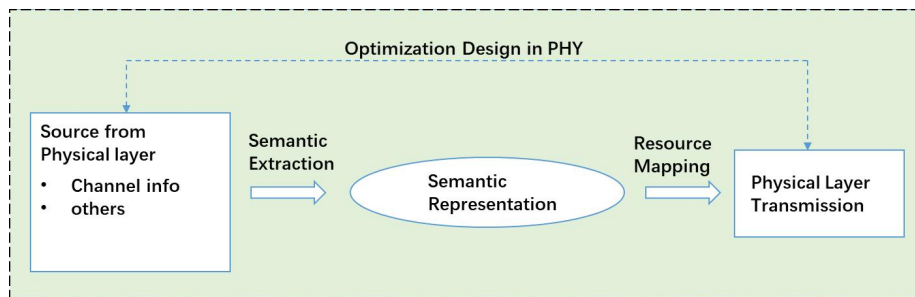 Optimization Design in PHY
Source from
Physical layer
• Channel info
• others
Semantic
Extraction
Semantic
Representation
Resource
Mapping
Physical Layer
Transmission